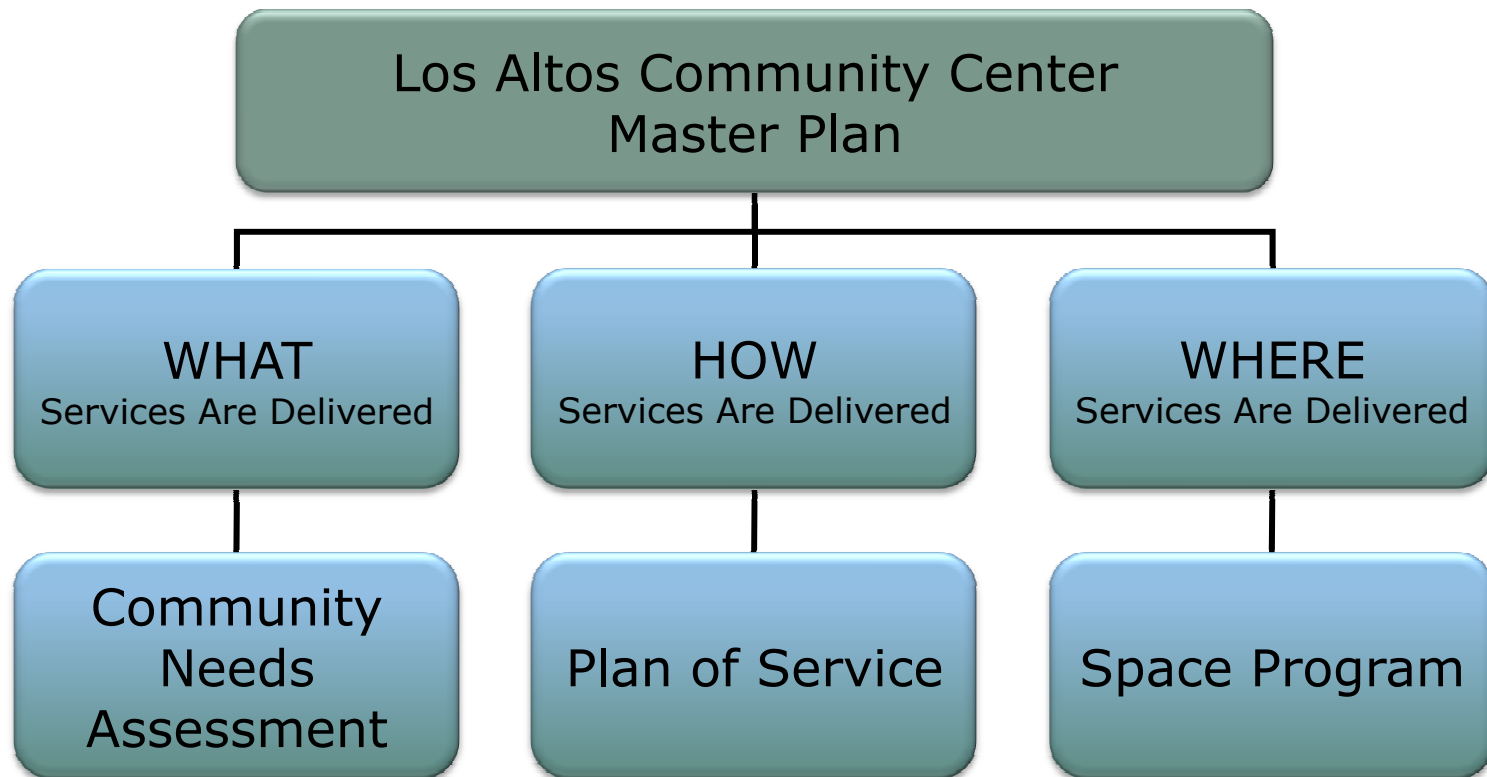 Los Altos Community Center
Master Plan
WHAT
Services Are Delivered
HOW
Services Are Delivered
WHERE
Services Are Delivered
Community
Needs
Assessment
Plan of Service
Space Program